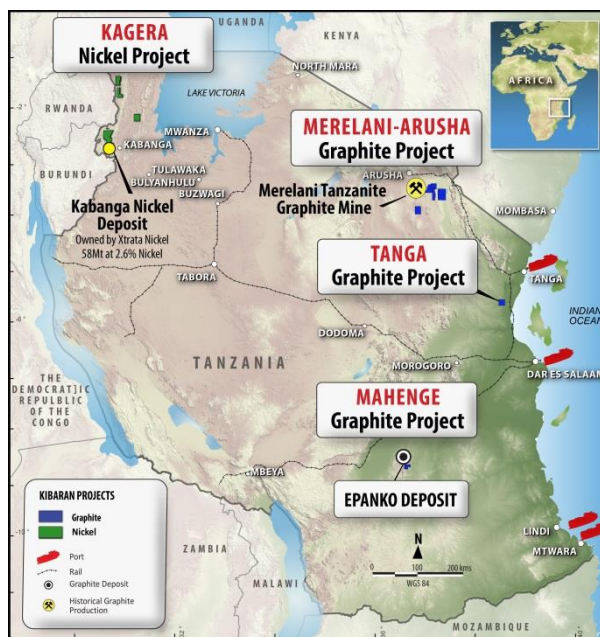 KAGERA
Nickel Project
UGANDA
KENYA
NORTH MARA
LAKE VICTORIA
AFRICA
-2
RWANDA
KABANGA
MWANZA
MERELANI-ARUSHA
Graphite Project
BURUNDI
TULAWAKA
BULYANHULU
BUZWAGI
ARUSHA
Merelani Tanzanite
Graphite Mine
MOMBASA
Kabanga Nickel
Deposit
Owned by Xtrata Nickel
58Mt at 2.6% Nickel
TANGA
Graphite Project
TABORA
TANGA
INDIAN
OCEAN
DODOMA
TANZANIA
MOROGORO
DAR ES SALAAM
THE
DEMOCRAT]IC
REPULBLIC OF
THE CONGO
MAHENGE
Graphite Project
MBEYA
EPANKO DEPOSIT
KIBARAN PROJECTS
Graphite
Nickel
Port
Rail
Graphite Deposit
Historical Graphite
Production
ZAMBIA
MALAWI
N
0 100 200 kms
WGS 84
LINDI
MTWARA
MOZAMBIQUE